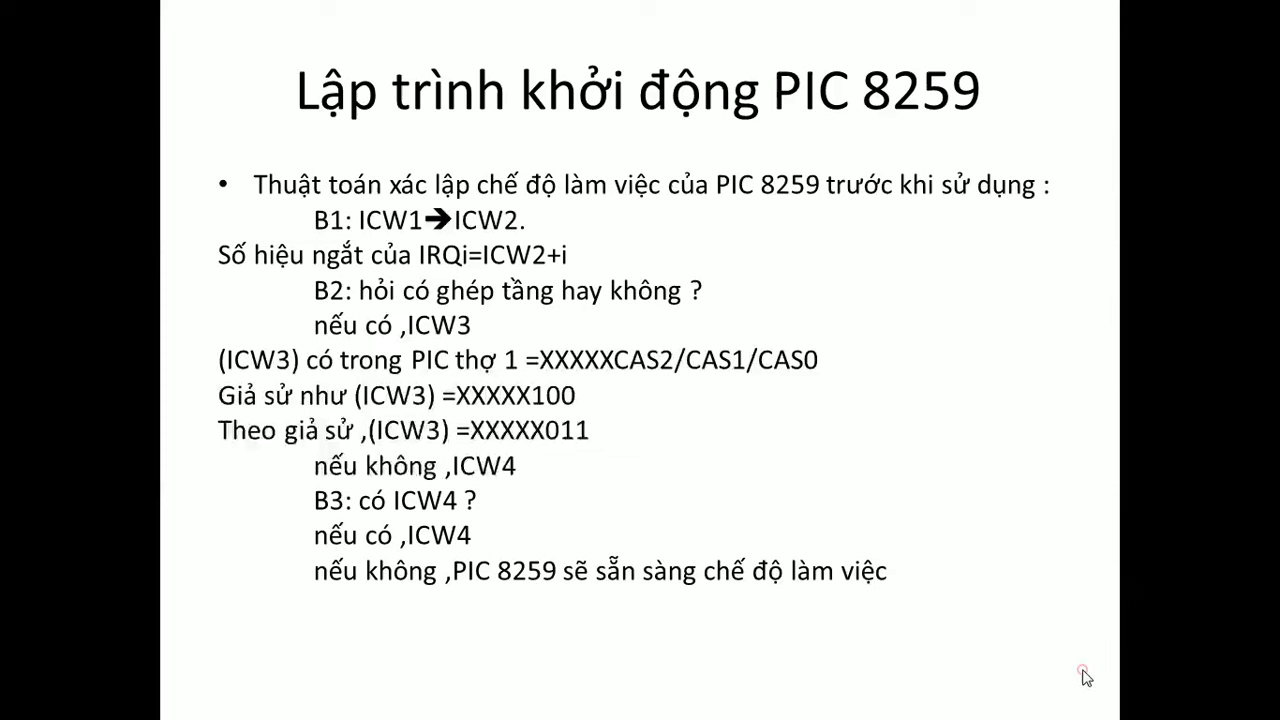 Lập trình khởi động PIC 8259
• Thuật toán xác lập chế độ làm việc của PIC 8259 trước khi sử dụng :
B1: ICW1➔ICW2.
Số hiệu ngắt của IRQi=ICW2+i
B2: hỏi có ghép tầng hay không ?
nếu có ,ICW3
(ICW3) có trong PIC thợ 1 =XXXXXCAS2/CAS1/CAS0
Giả sử như (ICW3) =XXXXX100
Theo giả sử ,(ICW3) =XXXXX011
nếu không ,ICW4
B3: có ICW4 ?
nếu có ,ICW4
nếu không ,PIC 8259 sẽ sẵn sàng chế độ làm việc